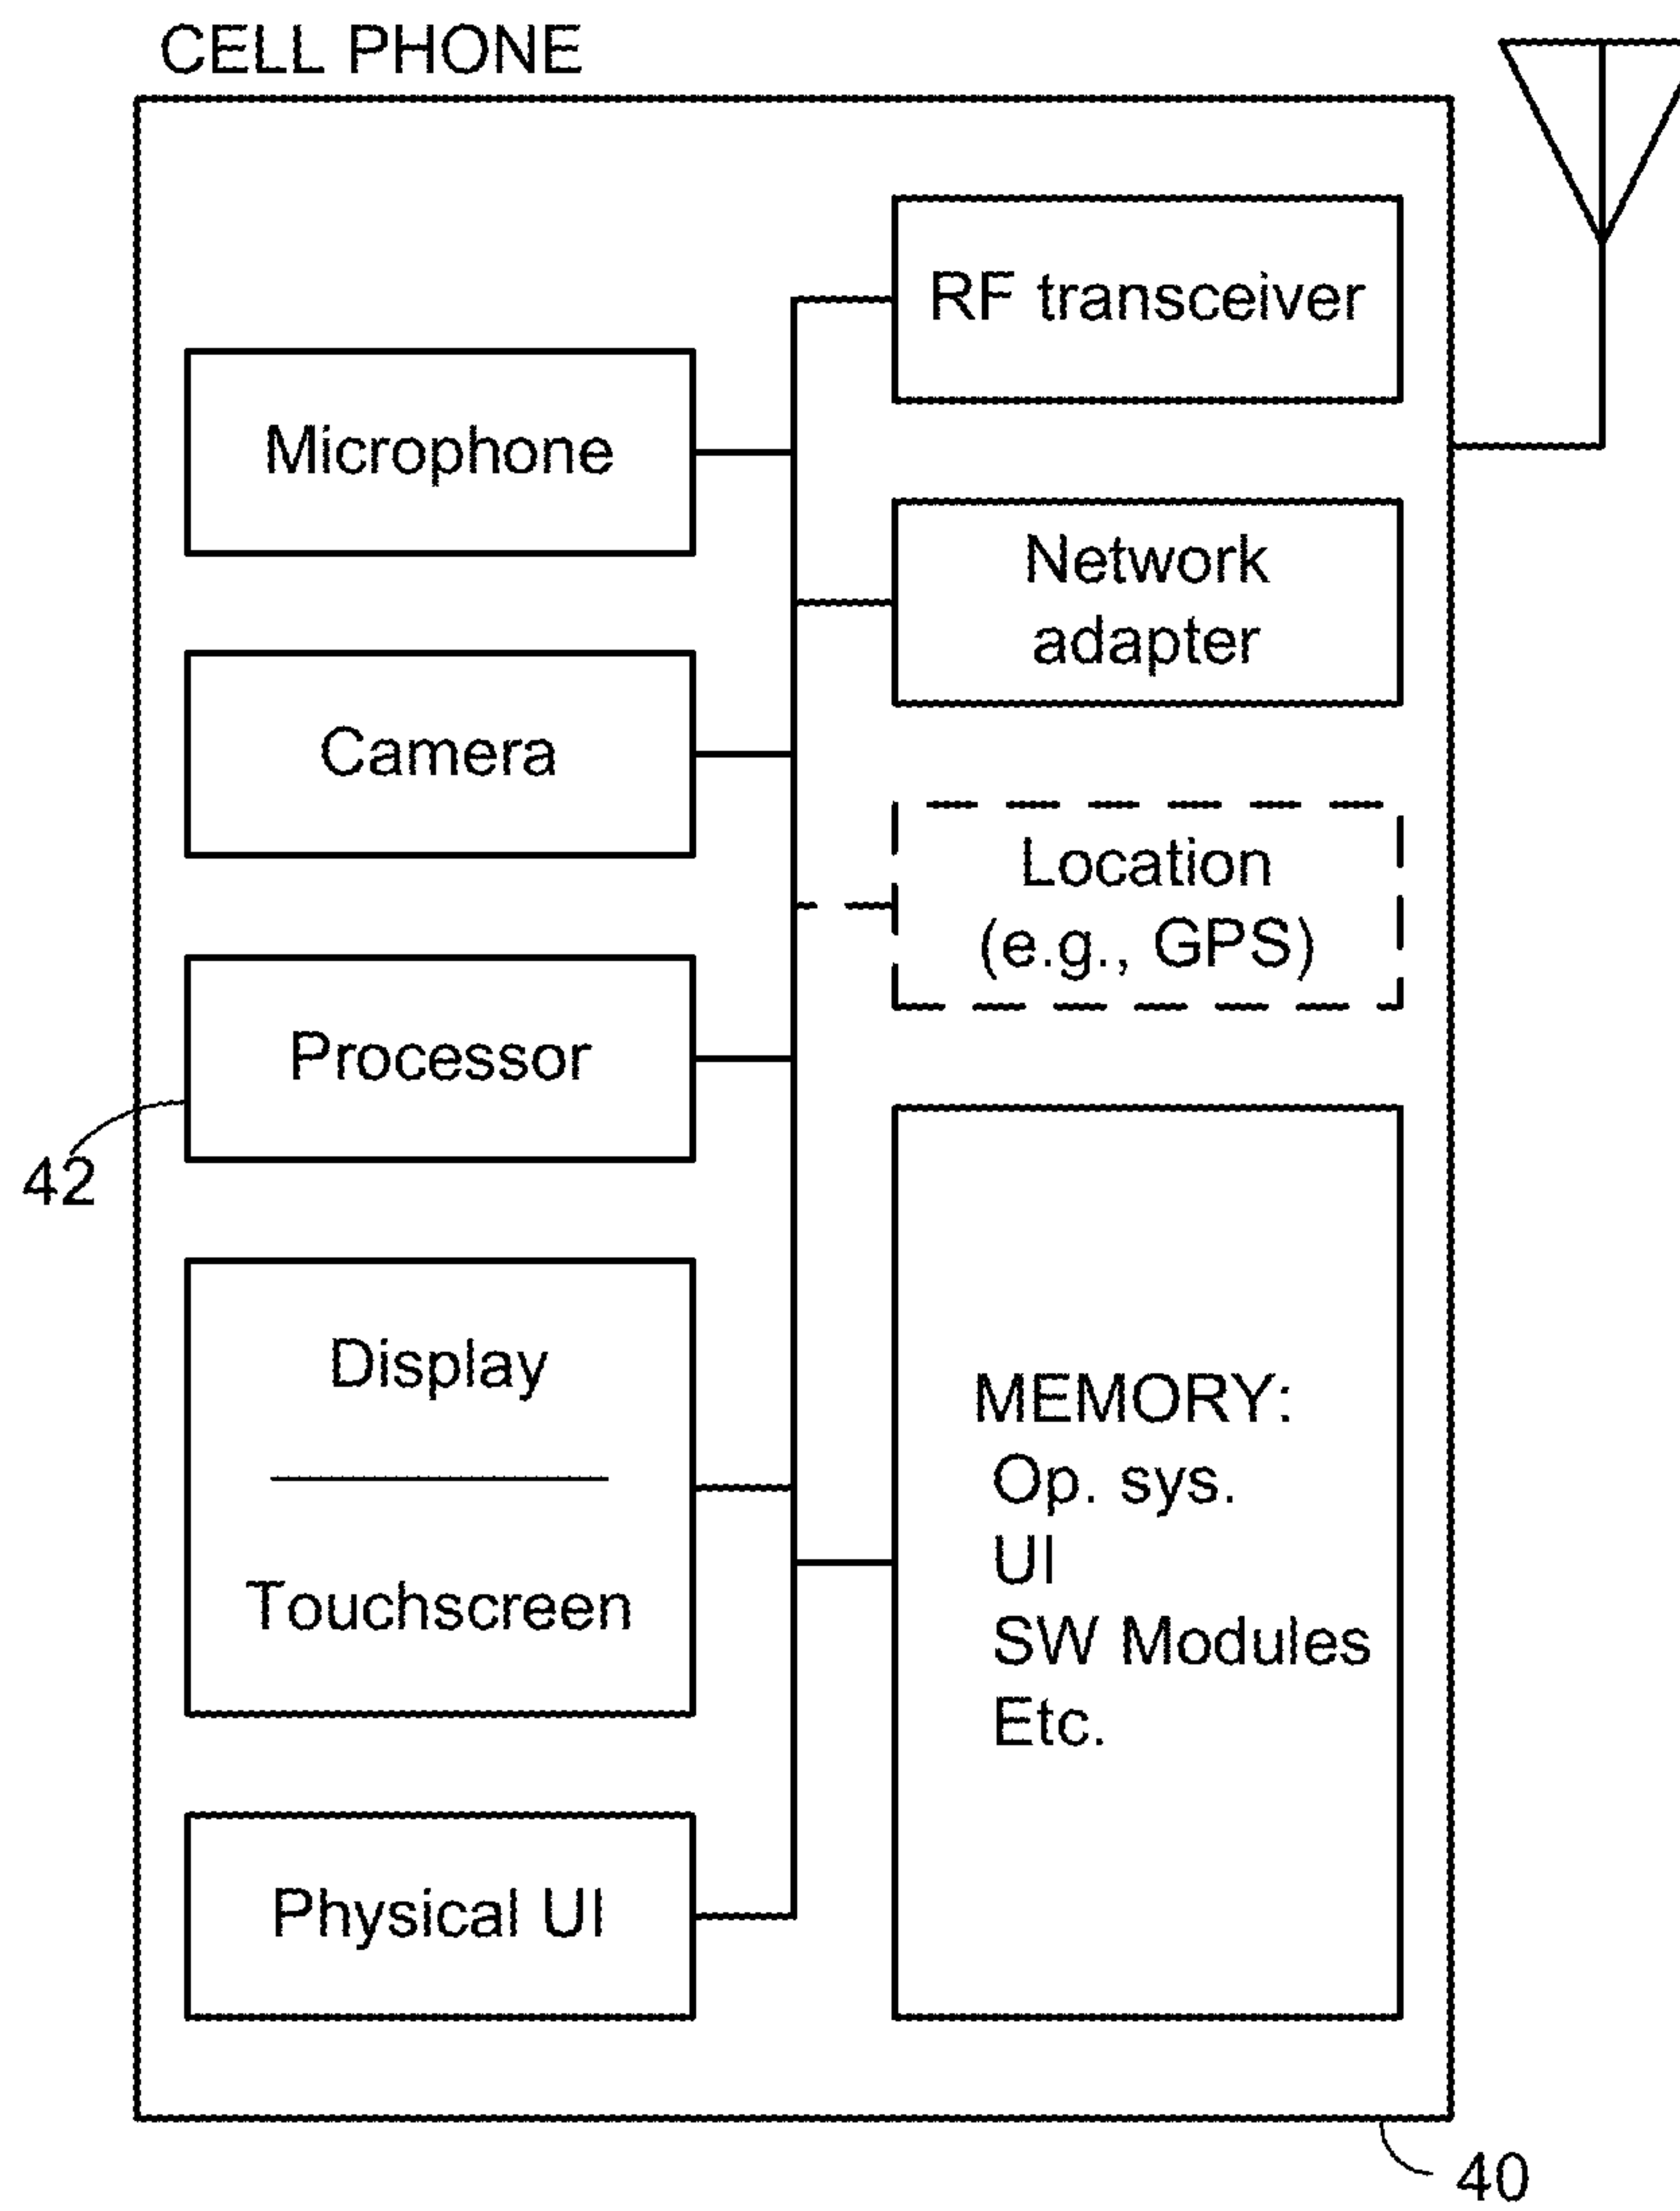 CELL PHONE
RF transceiver
Microphone
Network
adapter
Camera
Location
(e.g., GPS)
Processor
42
Display
Touchscreen
MEMORY:
Op. sys.
UI
SW Modules
Etc.
Physical UI
40